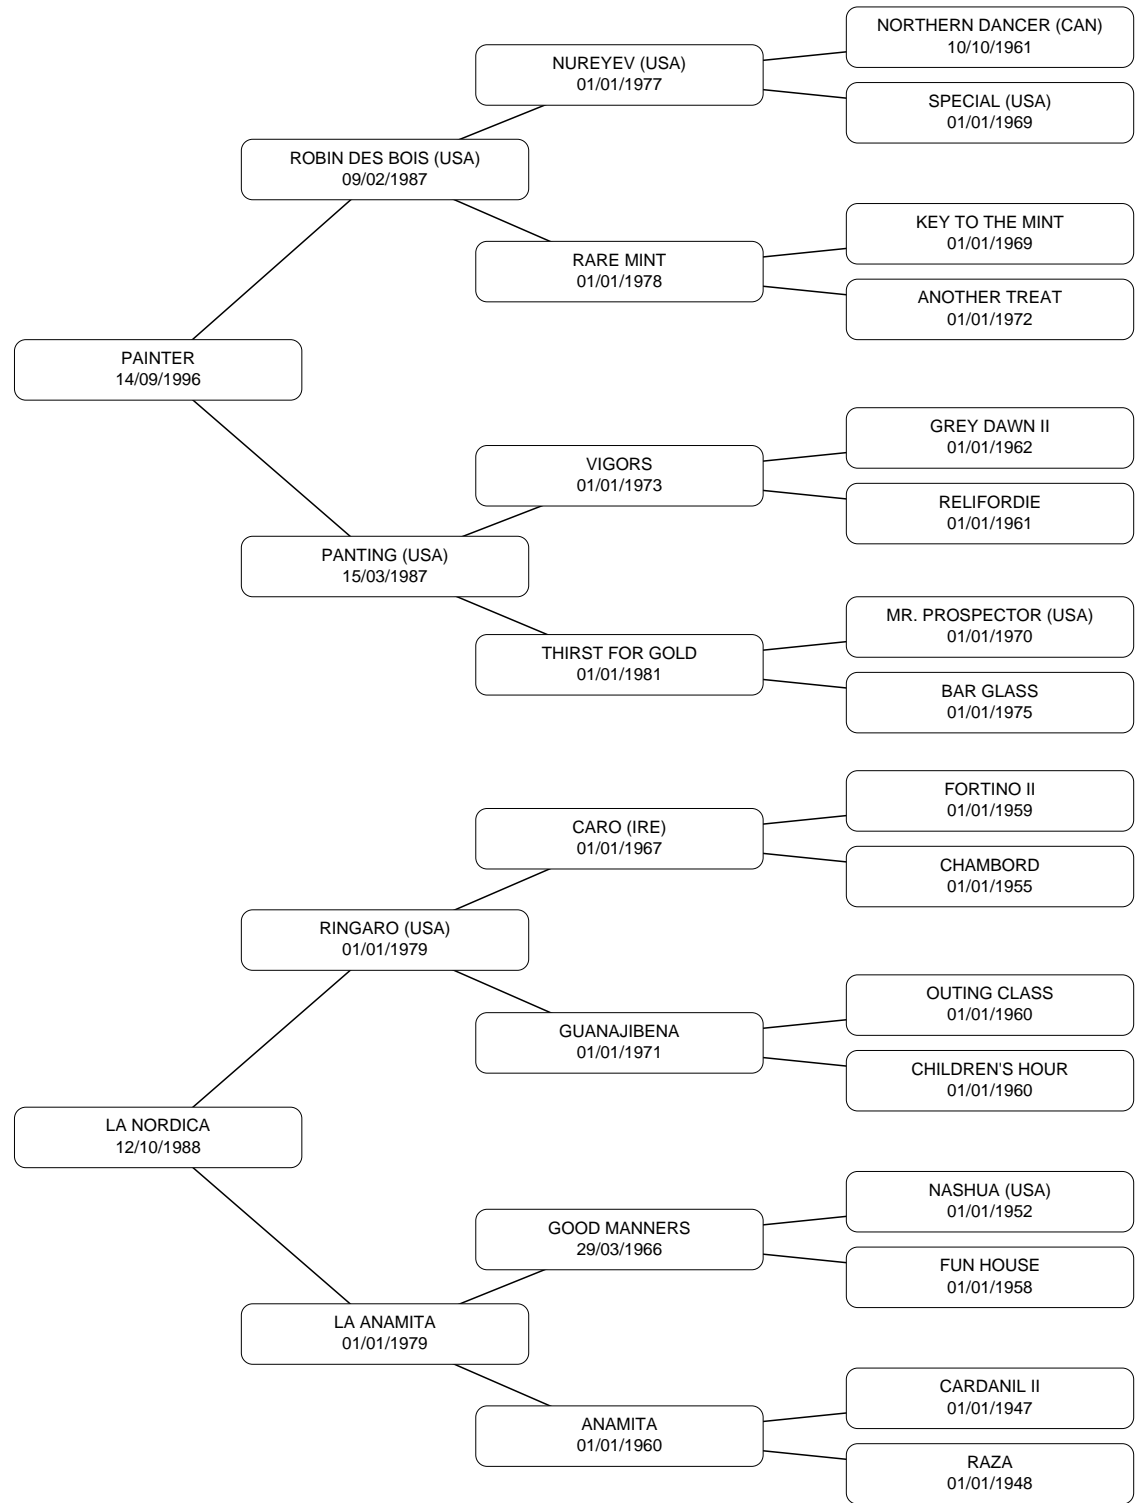 NORTHERN DANCER (CAN)
10/10/1961
NUREYEV (USA)
01/01/1977
SPECIAL (USA)
01/01/1969
ROBIN DES BOIS (USA)
09/02/1987
KEY TO THE MINT
01/01/1969
RARE MINT
01/01/1978
ANOTHER TREAT
01/01/1972
PAINTER
14/09/1996
GREY DAWN II
01/01/1962
VIGORS
01/01/1973
RELIFORDIE
01/01/1961
PANTING (USA)
15/03/1987
MR. PROSPECTOR (USA)
01/01/1970
THIRST FOR GOLD
01/01/1981
BAR GLASS
01/01/1975
FORTINO II
01/01/1959
CARO (IRE)
01/01/1967
CHAMBORD
01/01/1955
RINGARO (USA)
01/01/1979
OUTING CLASS
01/01/1960
GUANAJIBENA
01/01/1971
CHILDREN'S HOUR
01/01/1960
LA NORDICA
12/10/1988
NASHUA (USA)
01/01/1952
GOOD MANNERS
29/03/1966
FUN HOUSE
01/01/1958
LA ANAMITA
01/01/1979
CARDANIL II
01/01/1947
ANAMITA
01/01/1960
RAZA
01/01/1948